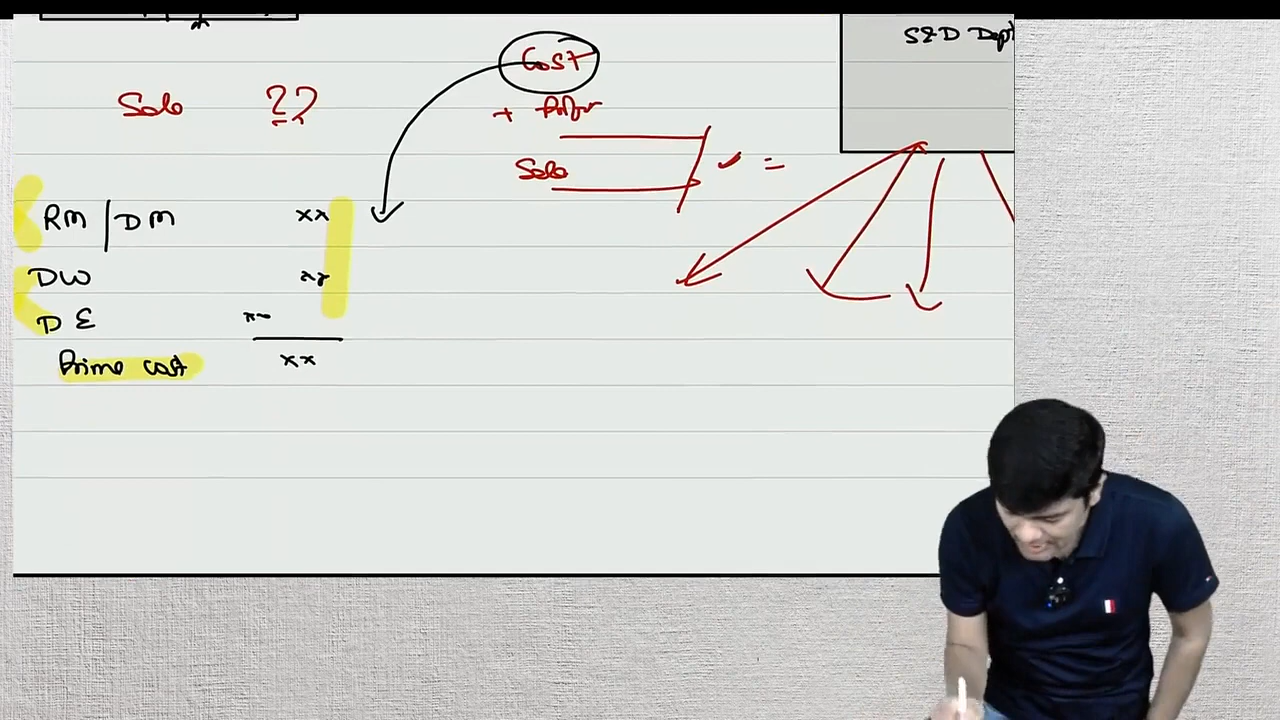 S&D Dept
Cost
Sale ??
+ Profit
Sale =
RM | DM xx
DW xx
DE xx
Prime cost xx